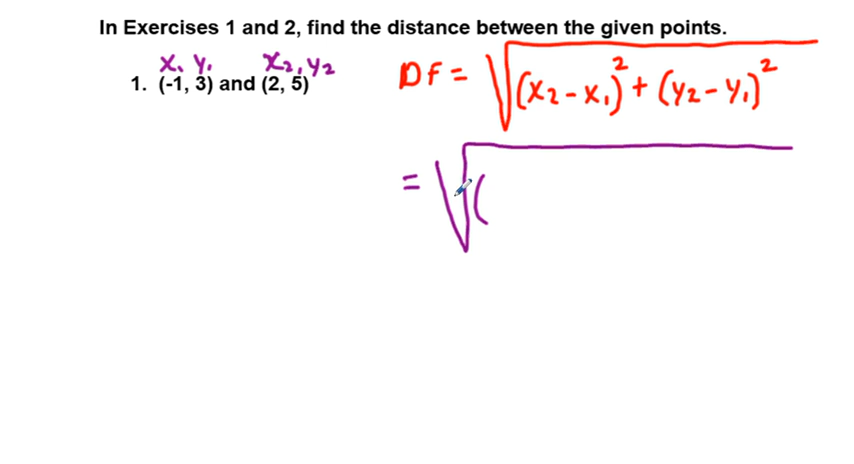 In Exercises 1 and 2, find the distance between the given points.
x₁ y₁ x₂, y₂
1. (-1, 3) and (2, 5)
DF = √(x₂ - x₁)² + (y₂ - y₁)²
= √(